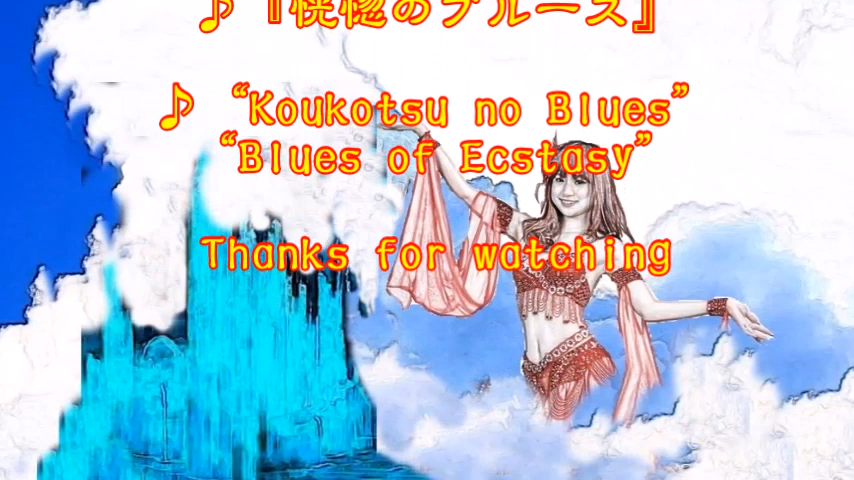 ♪『恍惚のブルース』
♪ “Koukotsu no Blues”
“Blues of Ecstasy”
Thanks for watching